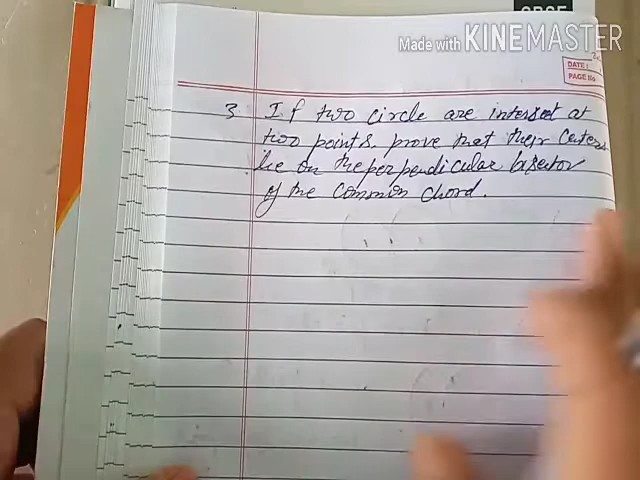 CBSE
Made with KINEMASTER
DATE:
PAGE No
3 If two circle are intersect at
two points, prove that their Centers
lie on the perpendicular bisector
of the Common chord.